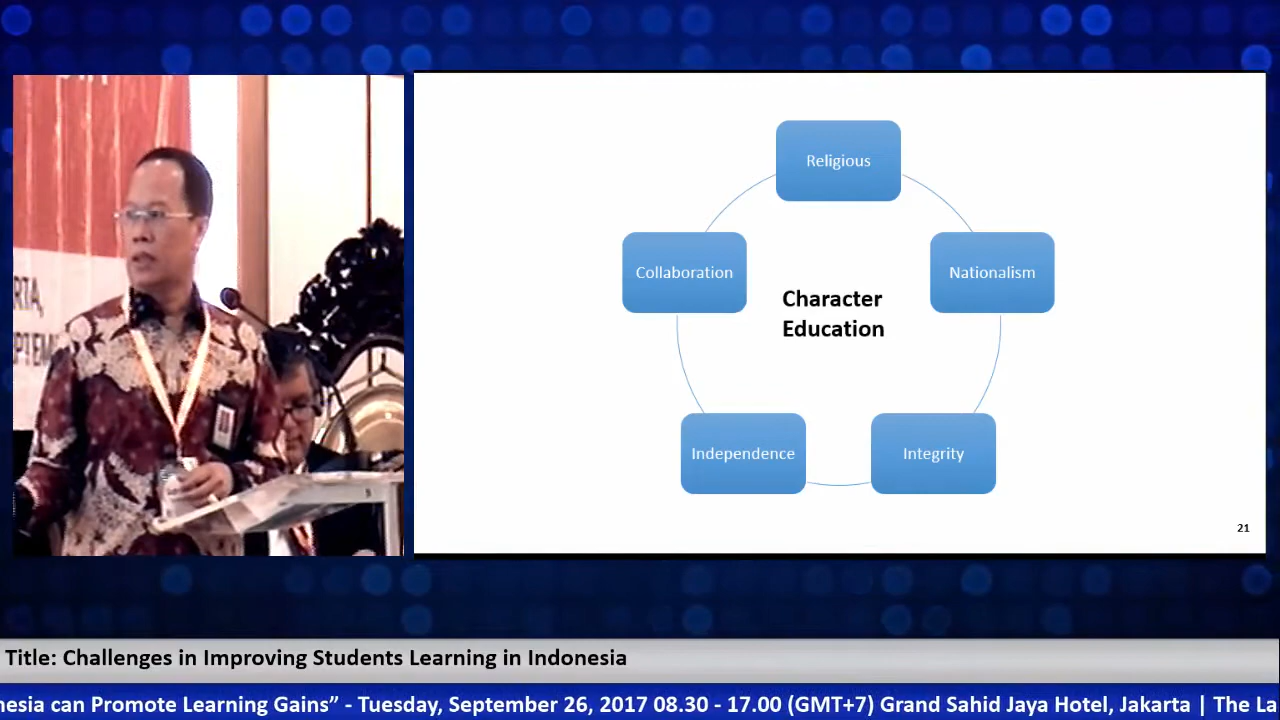 Religious
Collaboration
Nationalism
Character
Education
Independence
Integrity
21
Title: Challenges in Improving Students Learning in Indonesia
nesia can Promote Learning Gains” - Tuesday, September 26, 2017 08.30 - 17.00 (GMT+7) Grand Sahid Jaya Hotel, Jakarta | The La